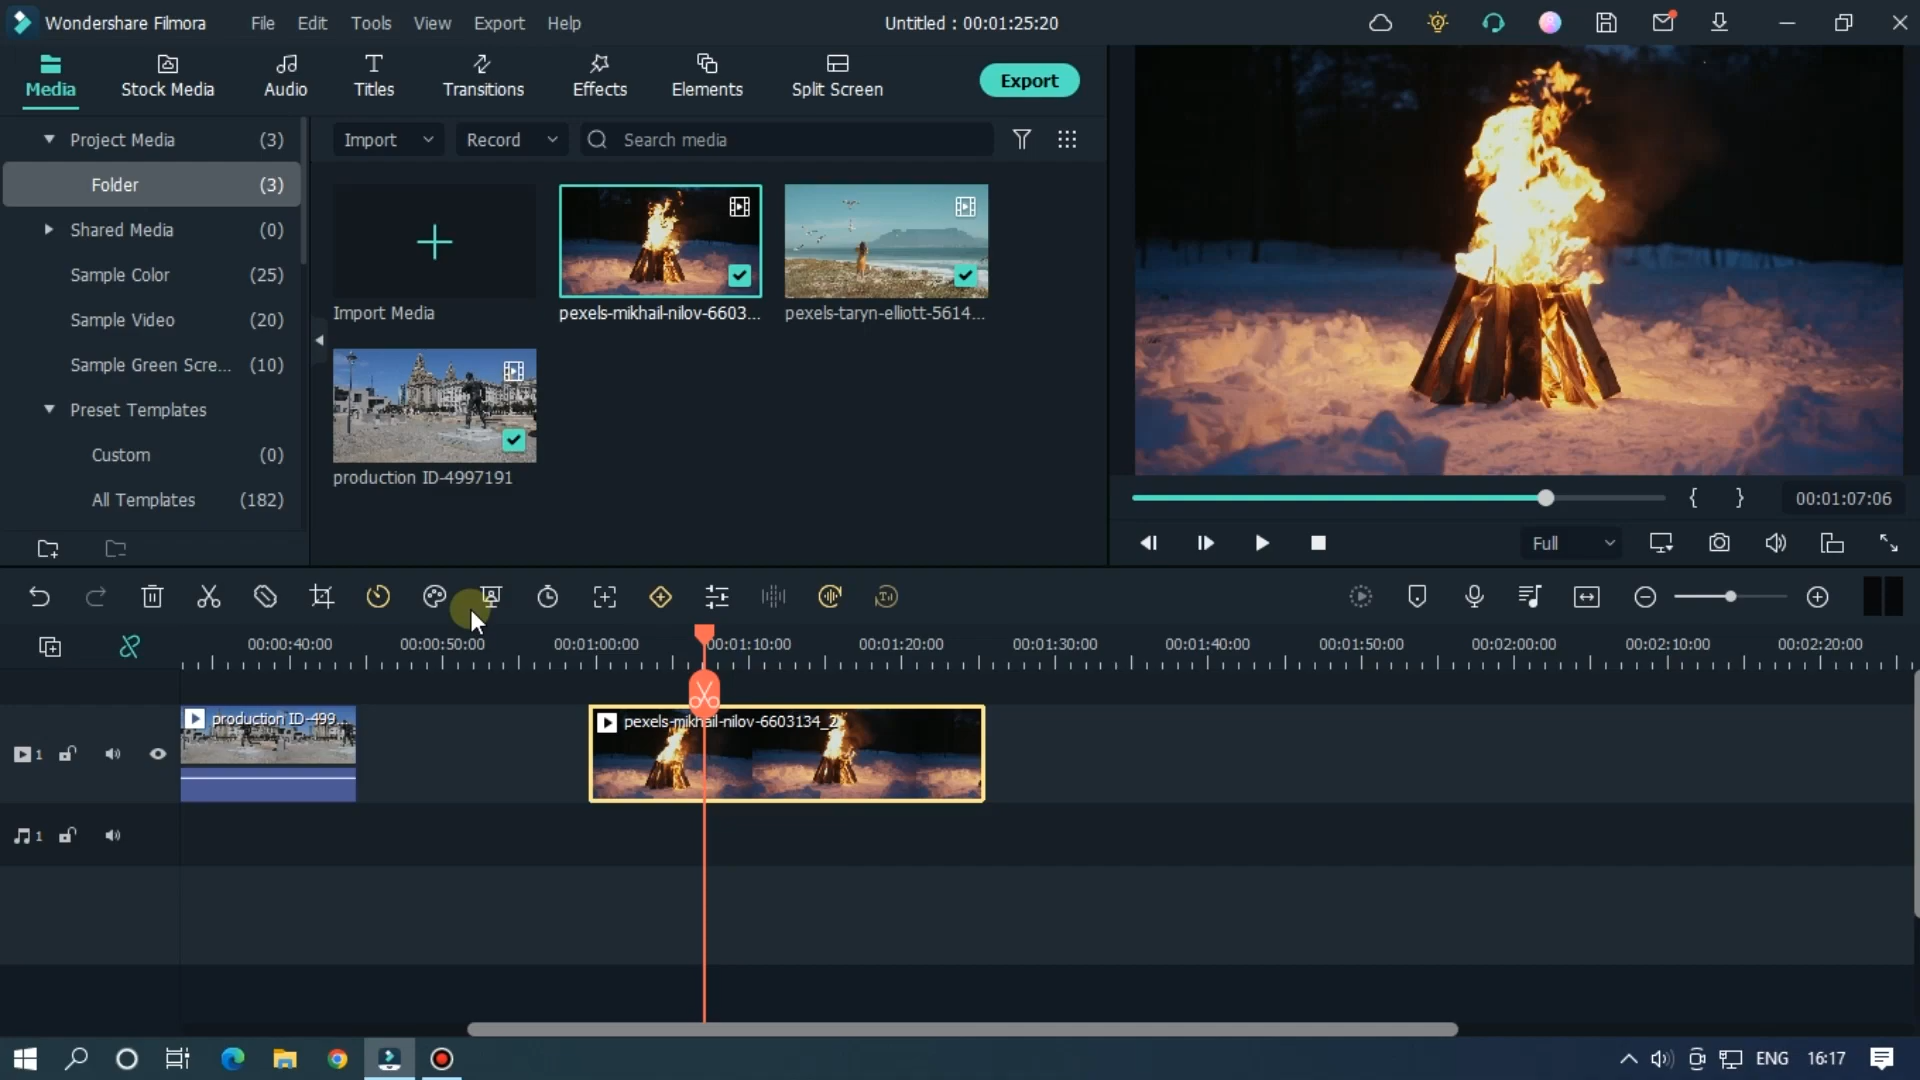 Wondershare Filmora
File Edit Tools View Export Help
Untitled : 00:01:25:20
Media
Stock Media
Audio
Titles
Transitions
Effects
Elements
Split Screen
Export
Project Media (3)
Folder (3)
Shared Media (0)
Sample Color (25)
Sample Video (20)
Sample Green Scre... (10)
Preset Templates
Custom (0)
All Templates (182)
Import
Record
Search media
Import Media
pexels-mikhail-nilov-6603...
pexels-taryn-elliott-5614...
production ID-4997191
00:01:07:06
Full
00:00:40:00 00:00:50:00 00:01:00:00 00:01:10:00 00:01:20:00 00:01:30:00 00:01:40:00 00:01:50:00 00:02:00:00 00:02:10:00 00:02:20:00
production ID-499...
pexels-mikhail-nilov-6603134_2
1
1
ENG 16:17